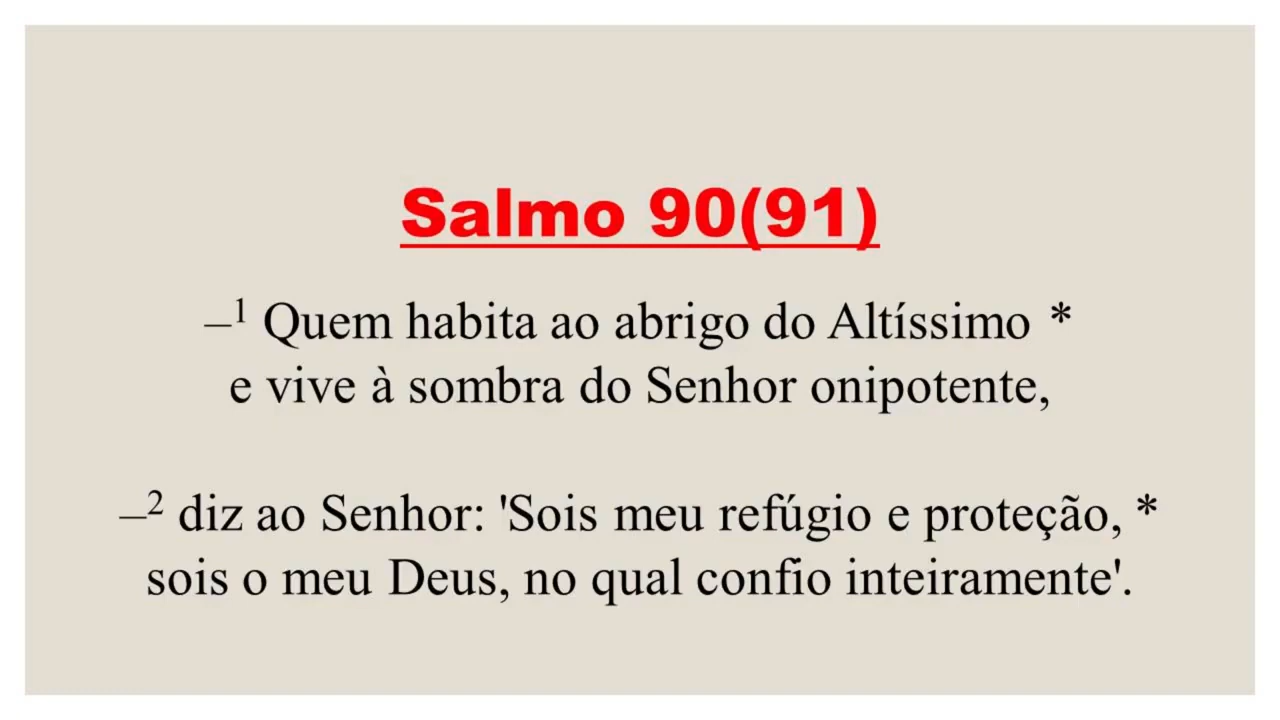 Salmo 90(91)
–¹ Quem habita ao abrigo do Altíssimo *
e vive à sombra do Senhor onipotente,
–² diz ao Senhor: 'Sois meu refúgio e proteção, *
sois o meu Deus, no qual confio inteiramente'.